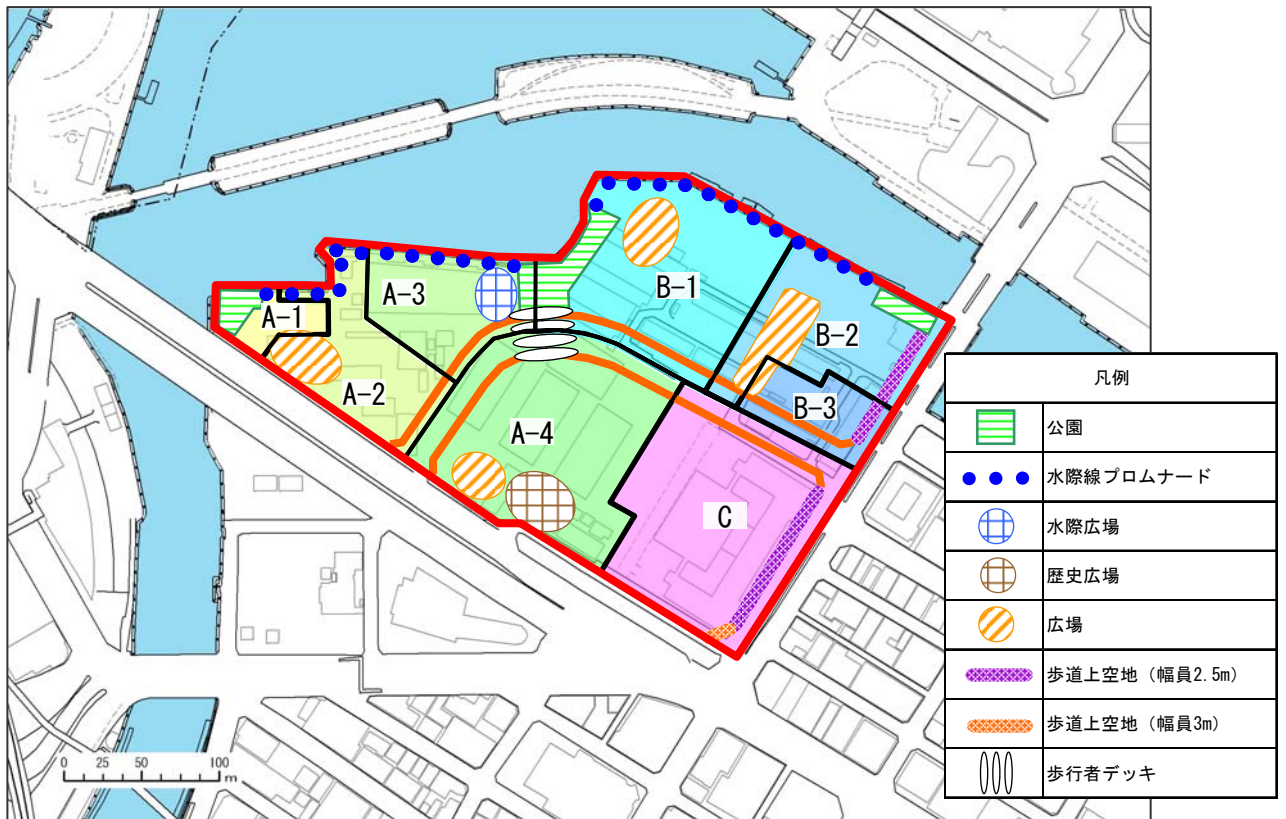 A-1
A-2
A-3
A-4
B-1
B-2
B-3
C
0 25 50 100
m
凡例
公園
水際線プロムナード
水際広場
歴史広場
広場
歩道上空地（幅員2.5m）
歩道上空地（幅員3m）
歩行者デッキ